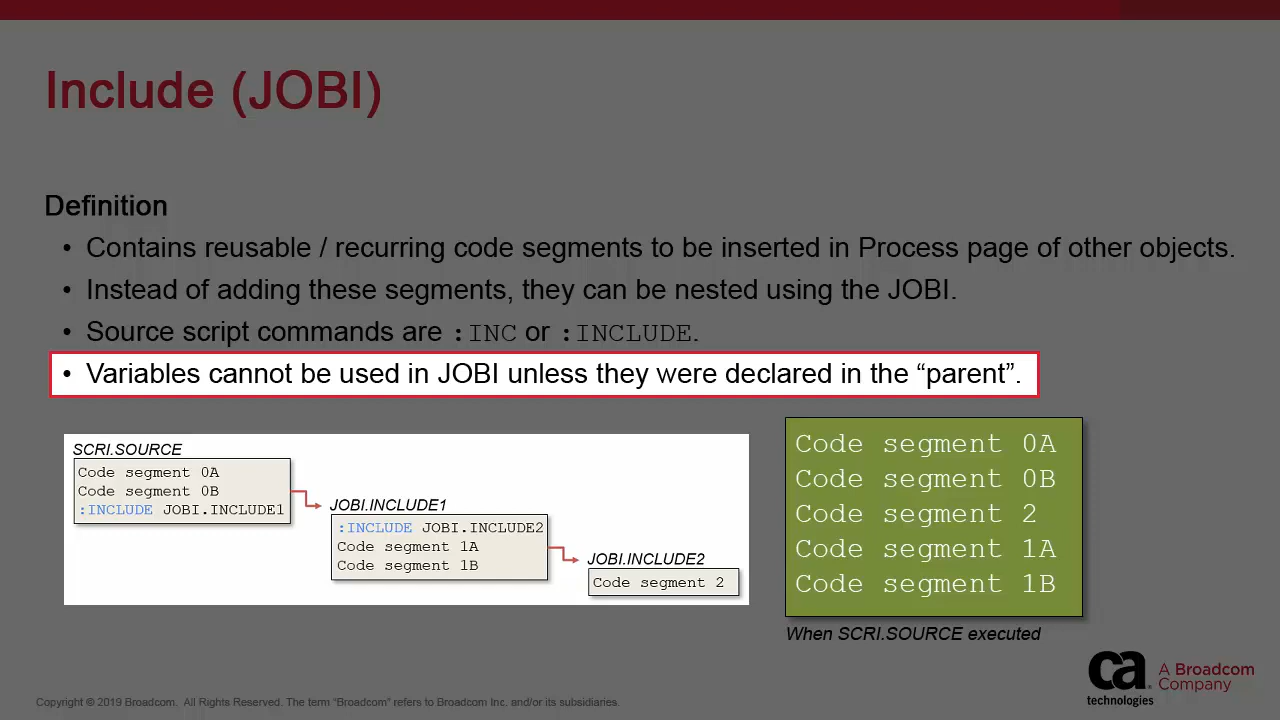 Include (JOBI)
Definition
• Contains reusable / recurring code segments to be inserted in Process page of other objects.
• Instead of adding these segments, they can be nested using the JOBI.
• Source script commands are :INC or :INCLUDE.
• Variables cannot be used in JOBI unless they were declared in the “parent”.
SCRI.SOURCE
Code segment 0A
Code segment 0B
:INCLUDE JOBI.INCLUDE1
JOBI.INCLUDE1
:INCLUDE JOBI.INCLUDE2
Code segment 1A
Code segment 1B
JOBI.INCLUDE2
Code segment 2
Code segment 0A
Code segment 0B
Code segment 2
Code segment 1A
Code segment 1B
When SCRI.SOURCE executed
ca
technologies
A Broadcom
Company
Copyright © 2019 Broadcom. All Rights Reserved. The term “Broadcom” refers to Broadcom Inc. and/or its subsidiaries.